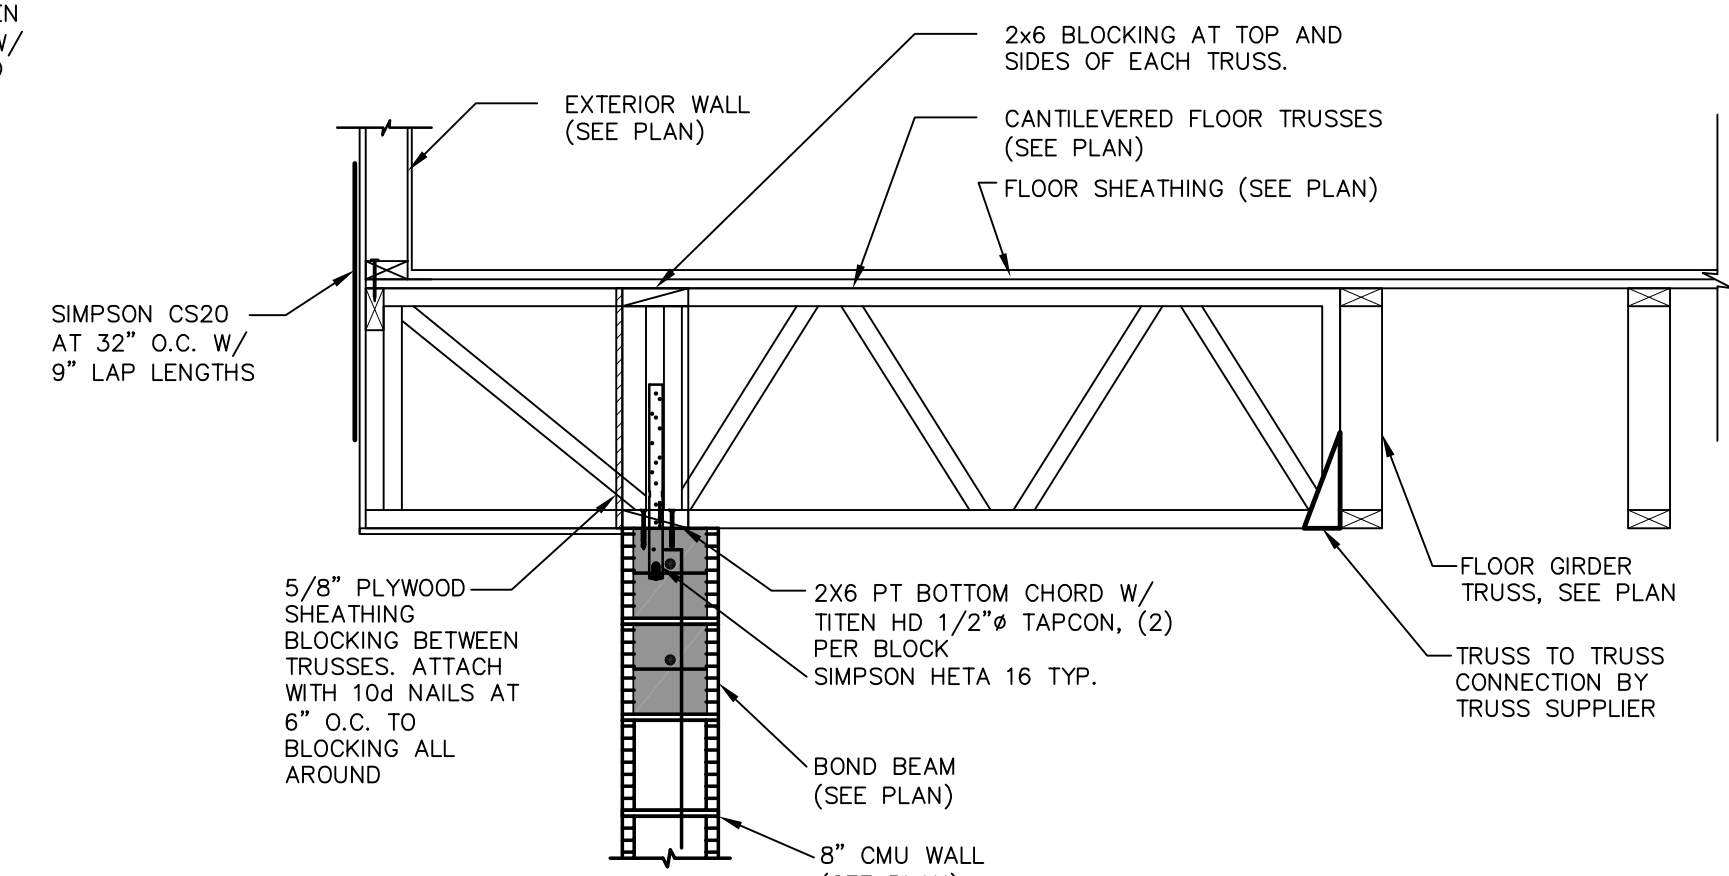 EN
W/
2x6 BLOCKING AT TOP AND
SIDES OF EACH TRUSS.
EXTERIOR WALL
(SEE PLAN)
CANTILEVERED FLOOR TRUSSES
(SEE PLAN)
FLOOR SHEATHING (SEE PLAN)
SIMPSON CS20
AT 32" O.C. W/
9" LAP LENGTHS
5/8" PLYWOOD
SHEATHING
BLOCKING BETWEEN
TRUSSES. ATTACH
WITH 10d NAILS AT
6" O.C. TO
BLOCKING ALL
AROUND
2X6 PT BOTTOM CHORD W/
TITEN HD 1/2"ø TAPCON, (2)
PER BLOCK
SIMPSON HETA 16 TYP.
FLOOR GIRDER
TRUSS, SEE PLAN
TRUSS TO TRUSS
CONNECTION BY
TRUSS SUPPLIER
BOND BEAM
(SEE PLAN)
8" CMU WALL